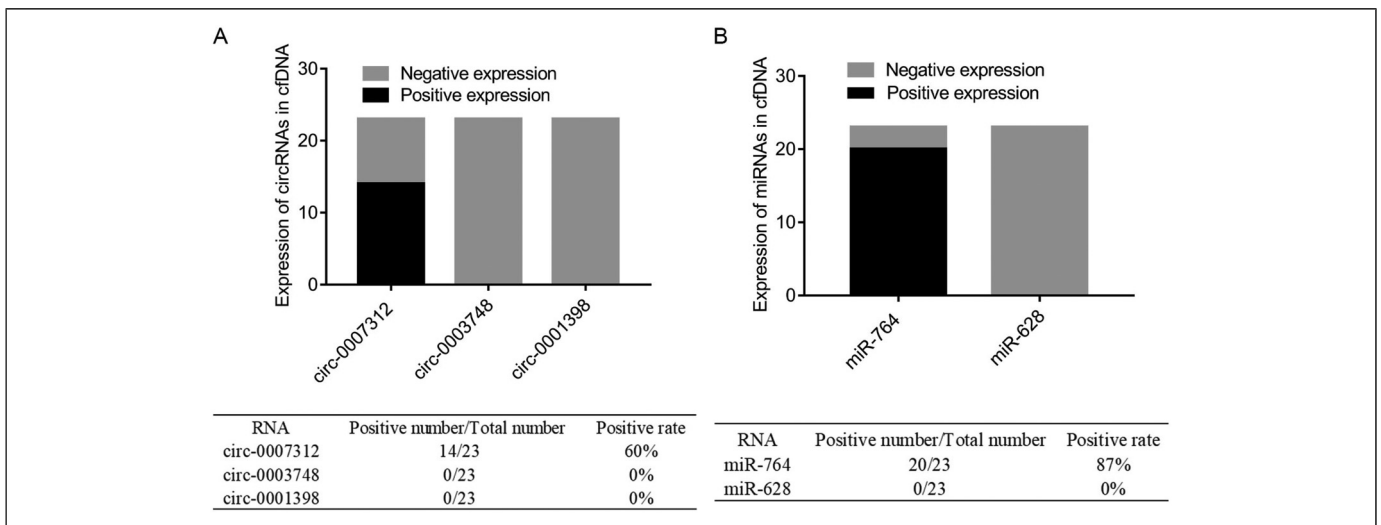 A
Expression of circRNAs in cfDNA
30
20
10
0
Negative expression
Positive expression
circ-0007312
circ-0003748
circ-0001398
RNA Positive number/Total number Positive rate
circ-0007312 14/23 60%
circ-0003748 0/23 0%
circ-0001398 0/23 0%
B
Expression of miRNAs in cfDNA
30
20
10
0
Negative expression
Positive expression
miR-764
miR-628
RNA Positive number/Total number Positive rate
miR-764 20/23 87%
miR-628 0/23 0%